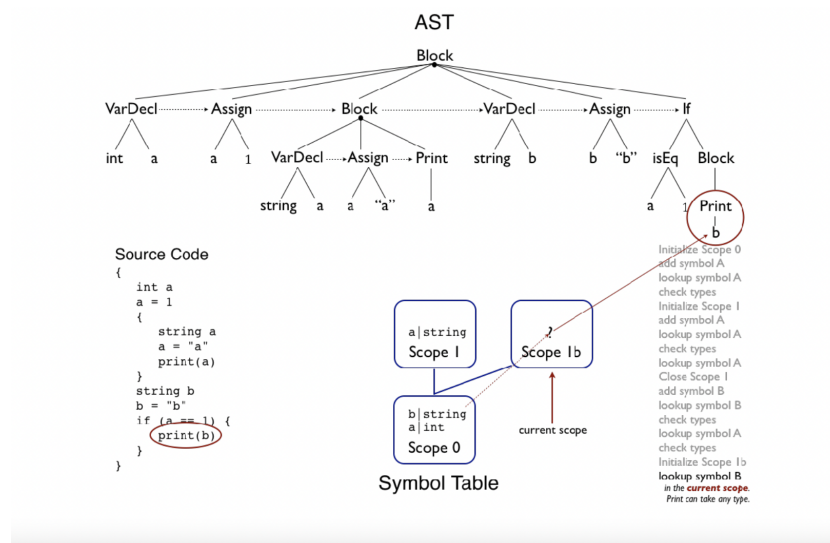 AST
Block
VarDecl Assign Block VarDecl Assign If
int a a 1 VarDecl Assign Print string b b “b” isEq Block
string a a “a” a a 1 Print
b
Source Code
{
int a
a = 1
{
string a
a = "a"
print(a)
}
string b
b = "b"
if (a == 1) {
print(b)
}
}
a|string
Scope 1
?
Scope 1b
b|string
a|int
Scope 0
current scope
Symbol Table
Initialize Scope 0
add symbol A
lookup symbol A
check types
Initialize Scope 1
add symbol A
lookup symbol A
check types
lookup symbol A
Close Scope 1
add symbol B
lookup symbol B
check types
lookup symbol A
check types
Initialize Scope 1b
lookup symbol B
in the current scope.
Print can take any type.